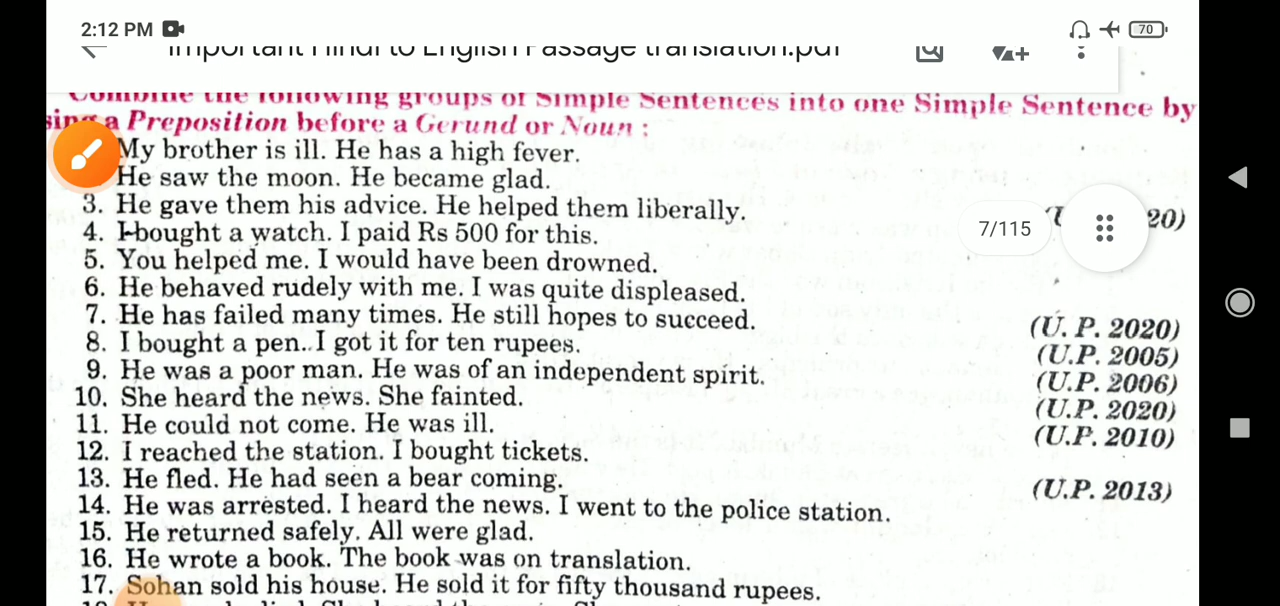 2:12 PM 70
Important Hindi to English Passage translation.pdf
Combine the following groups of Simple Sentences into one Simple Sentence by
sing a Preposition before a Gerund or Noun :
My brother is ill. He has a high fever.
He saw the moon. He became glad.
3. He gave them his advice. He helped them liberally. 20)
4. I bought a watch. I paid Rs 500 for this. 7/115
5. You helped me. I would have been drowned.
6. He behaved rudely with me. I was quite displeased.
7. He has failed many times. He still hopes to succeed. (U. P. 2020)
8. I bought a pen..I got it for ten rupees. (U.P. 2005)
9. He was a poor man. He was of an independent spirit. (U.P. 2006)
10. She heard the news. She fainted. (U.P. 2020)
11. He could not come. He was ill. (U.P. 2010)
12. I reached the station. I bought tickets.
13. He fled. He had seen a bear coming. (U.P. 2013)
14. He was arrested. I heard the news. I went to the police station.
15. He returned safely. All were glad.
16. He wrote a book. The book was on translation.
17. Sohan sold his house. He sold it for fifty thousand rupees.